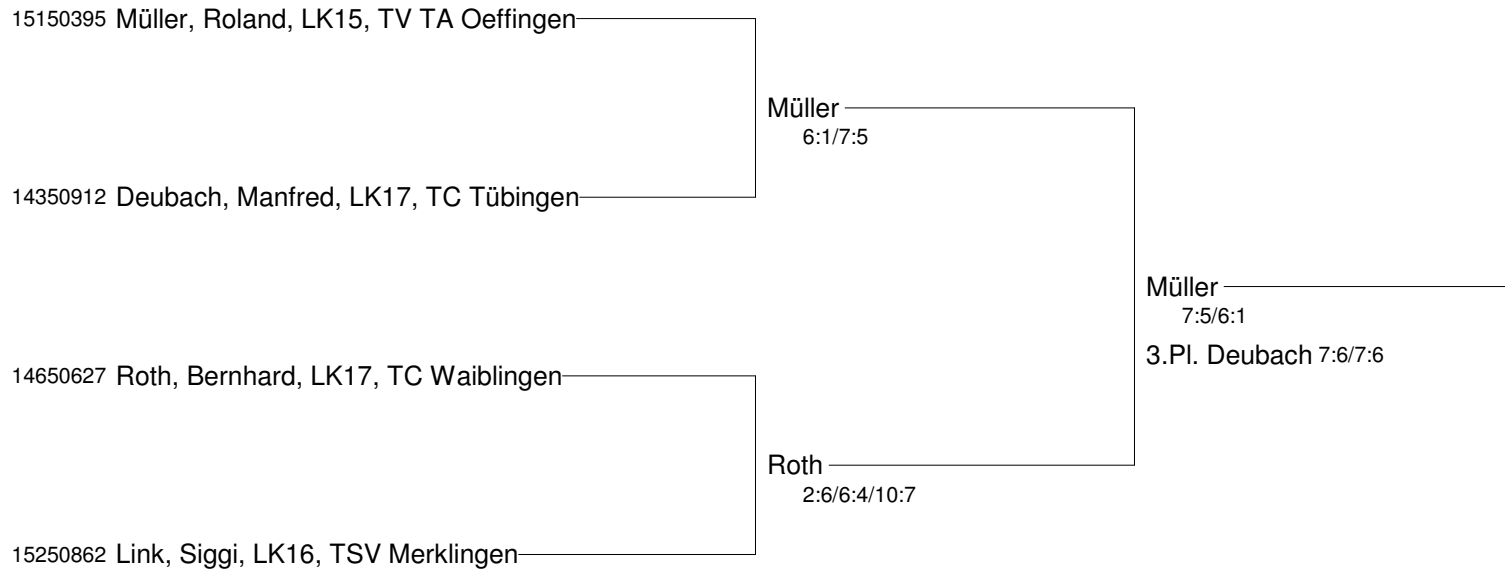 15150395 Müller, Roland, LK15, TV TA Oeffingen
Müller
6:1/7:5
14350912 Deubach, Manfred, LK17, TC Tübingen
Müller
7:5/6:1
3.Pl. Deubach 7:6/7:6
14650627 Roth, Bernhard, LK17, TC Waiblingen
Roth
2:6/6:4/10:7
15250862 Link, Siggi, LK16, TSV Merklingen